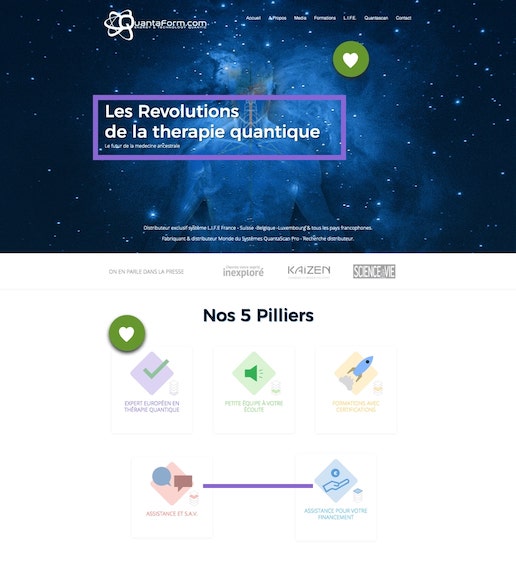 QuantaForm.com
Accueil A Propos Media Formations L.I.F.E. Quantascan Contact
Les Revolutions
de la therapie quantique
Le futur de la medecine ancestrale
Distributeur exclusif système L.I.F.E France - Suisse -Belgique -Luxembourg & tous les pays francophones.
Fabriquants & distributeur Monde du Systèmes QuantaScan Pro - Recherche distributeur.
ON EN PARLE DANS LA PRESSE
inexploré
KAIZEN
SCIENCE&VIE
Nos 5 Pilliers
EXPERT EUROPÉEN EN
THÉRAPIE QUANTIQUE
PETITE ÉQUIPE À VOTRE
ÉCOUTE
FORMATIONS AVEC
CERTIFICATIONS
ASSISTANCE ET S.A.V.
ASSISTANCE POUR VOTRE
FINANCEMENT